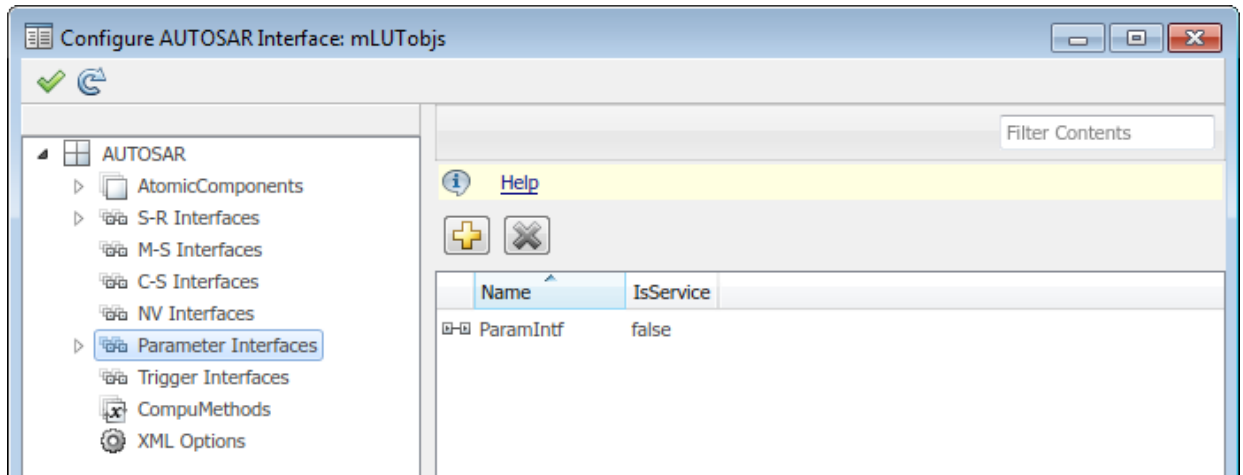 Configure AUTOSAR Interface: mLUTobjs
Filter Contents
AUTOSAR
AtomicComponents
S-R Interfaces
M-S Interfaces
C-S Interfaces
NV Interfaces
Parameter Interfaces
Trigger Interfaces
CompuMethods
XML Options
Help
Name IsService
ParamIntf false